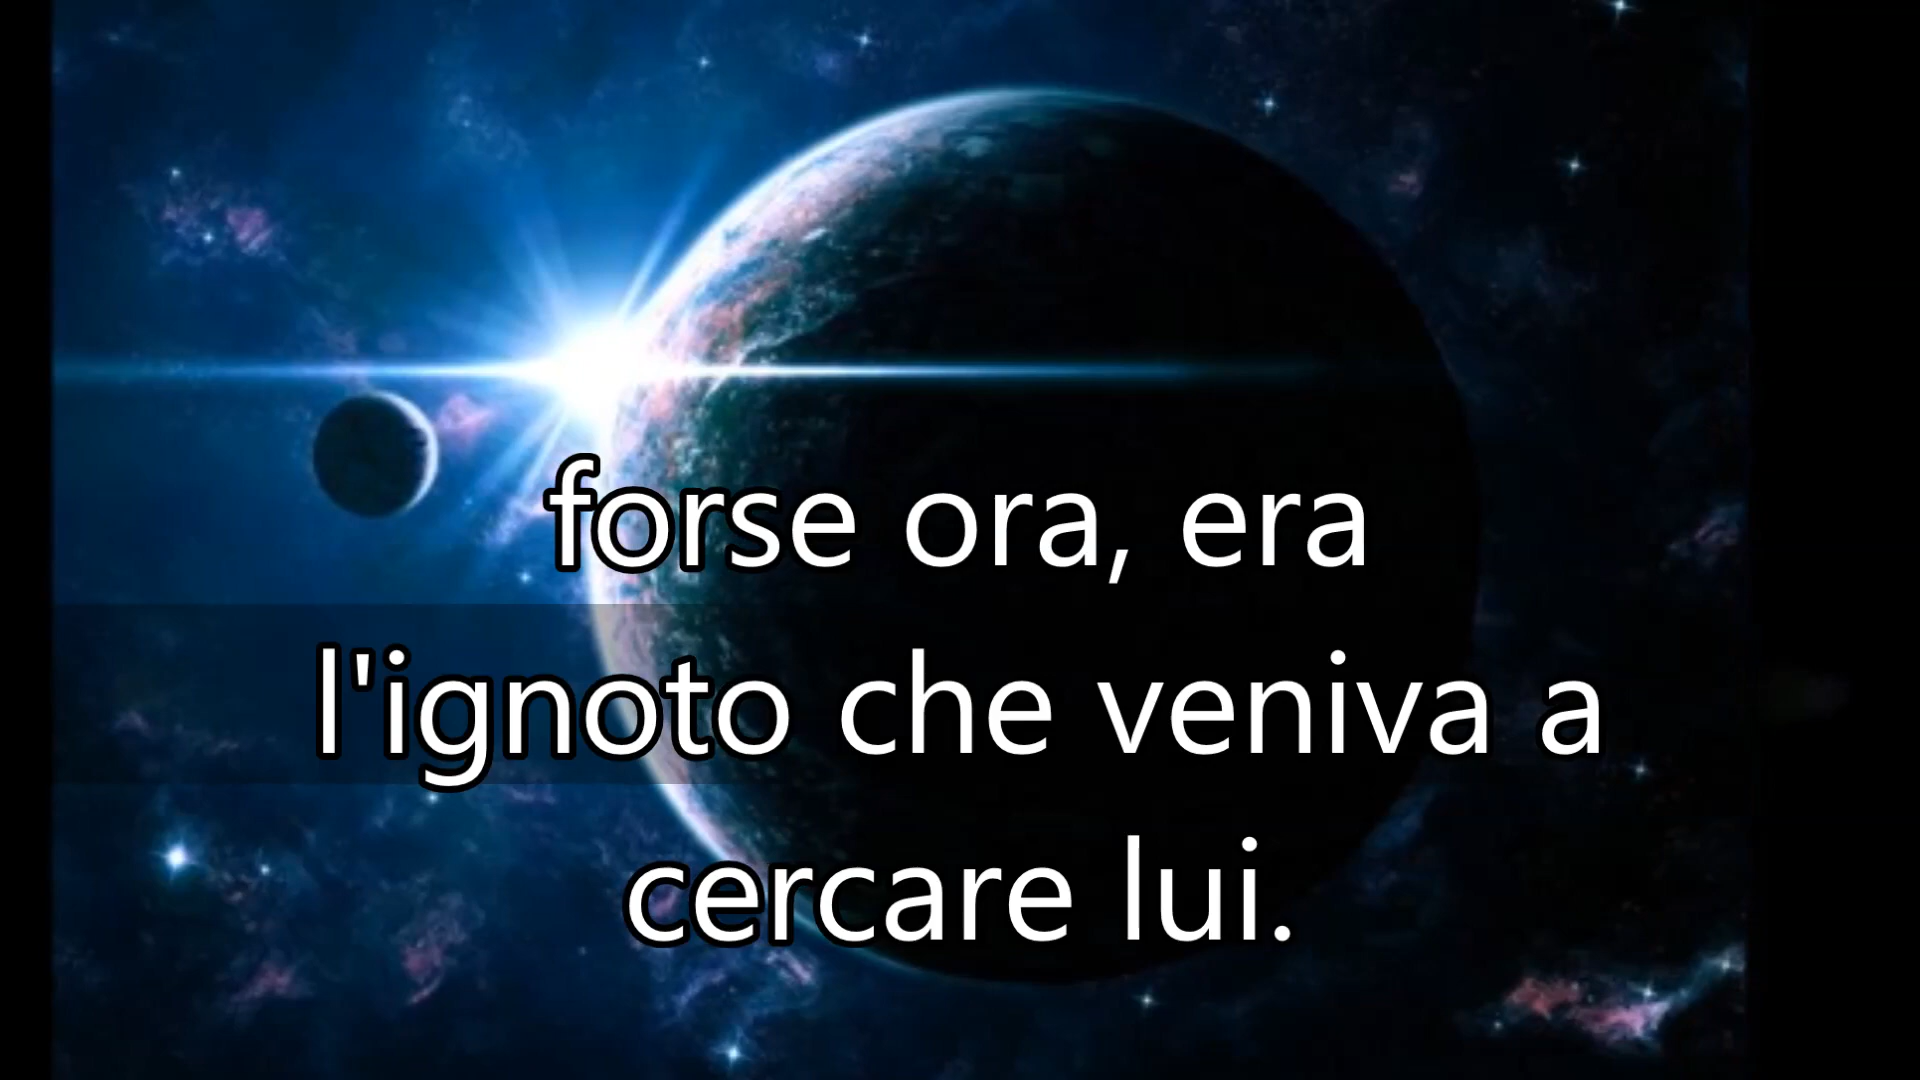 forse ora, era
l'ignoto che veniva a
cercare lui.